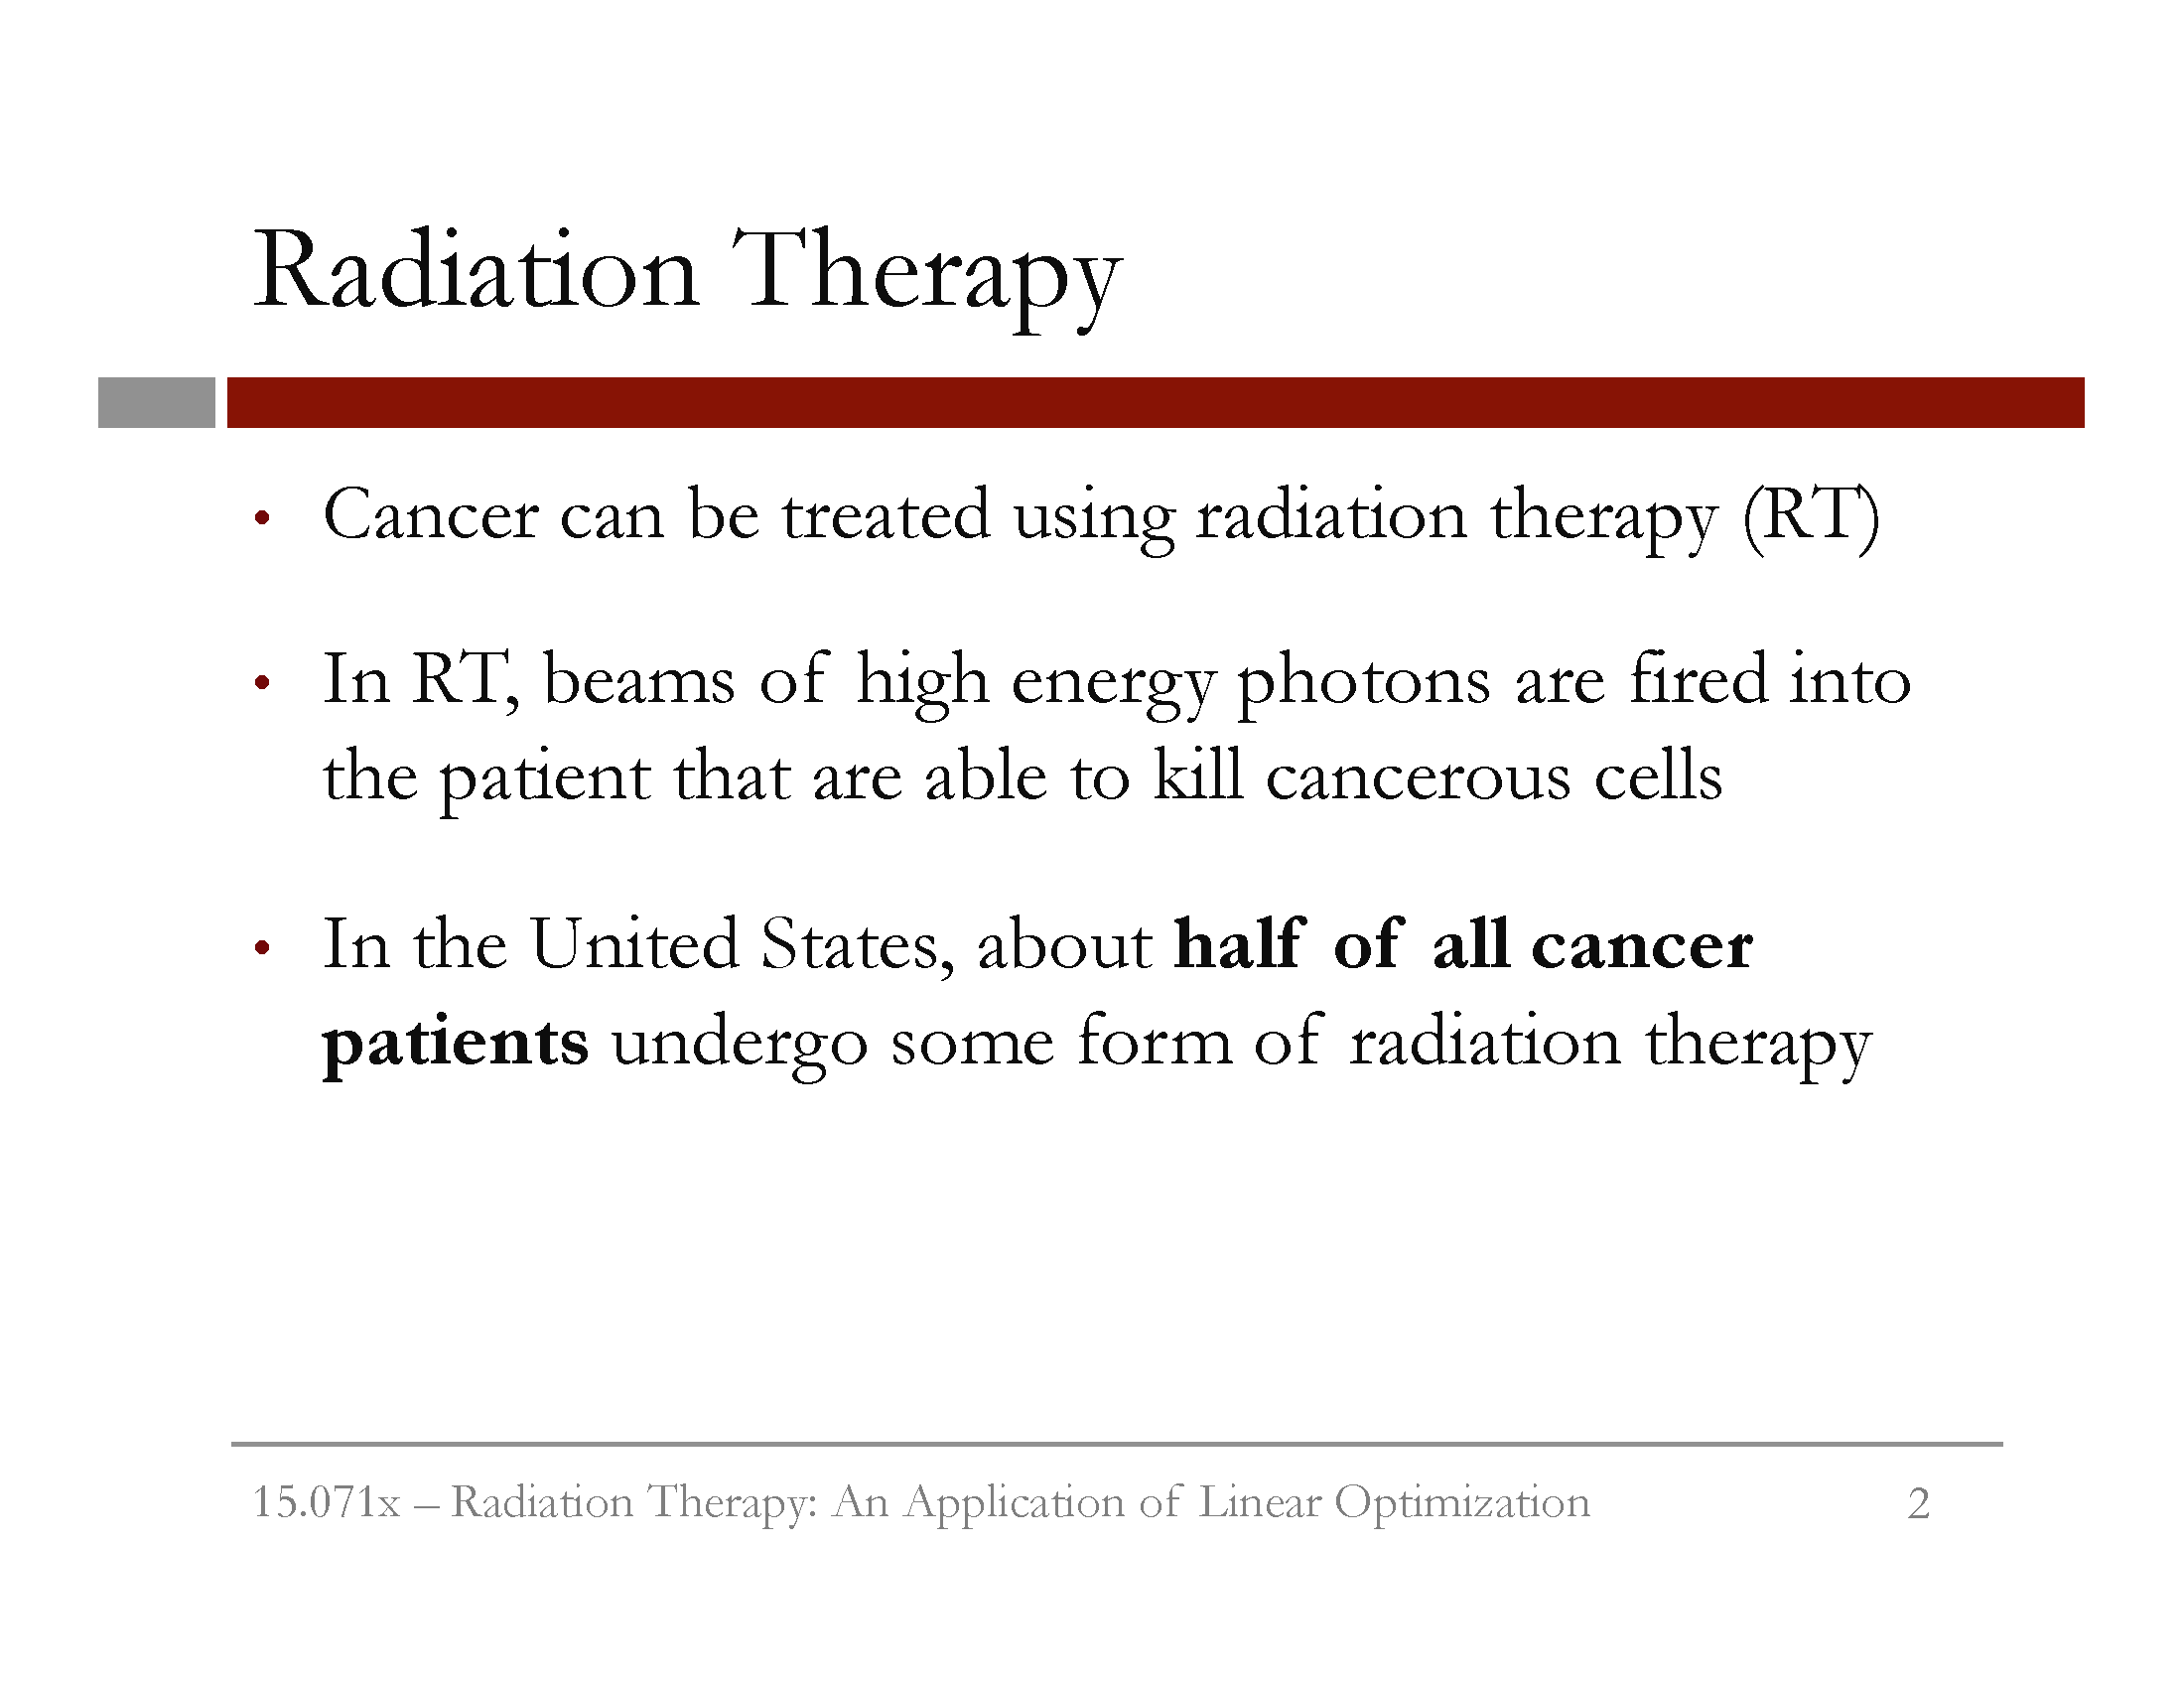 Radiation Therapy
• Cancer can be treated using radiation therapy (RT)
• In RT, beams of high energy photons are fired into
the patient that are able to kill cancerous cells
• In the United States, about half of all cancer
patients undergo some form of radiation therapy
15.071x – Radiation Therapy: An Application of Linear Optimization 2